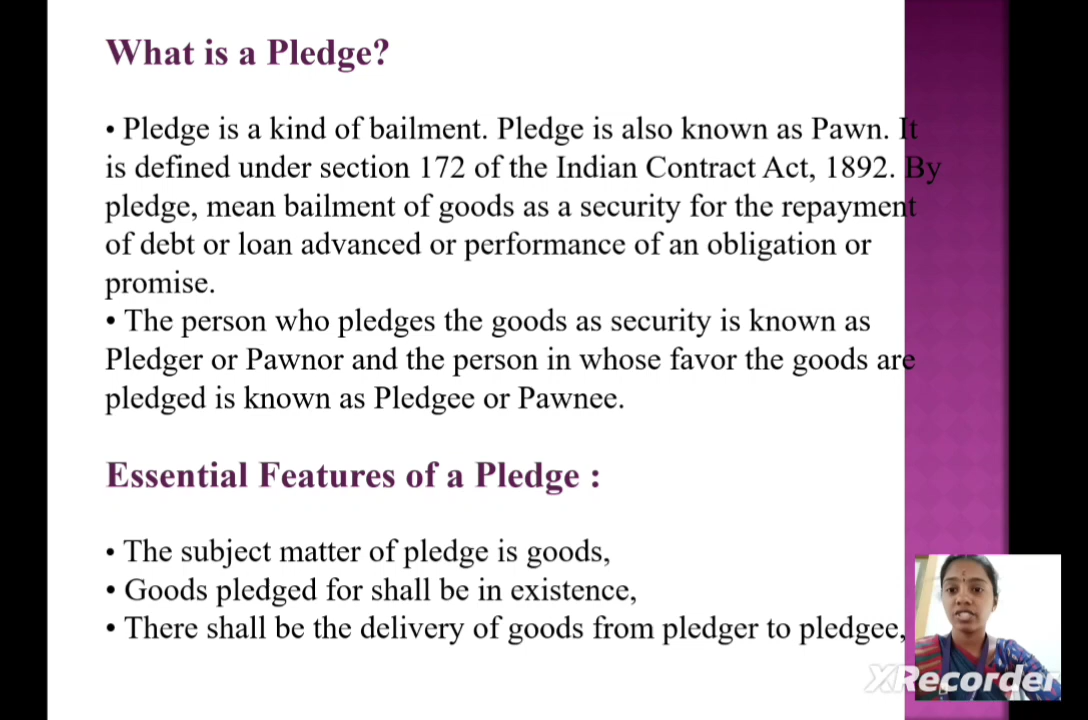 What is a Pledge?
• Pledge is a kind of bailment. Pledge is also known as Pawn. It
is defined under section 172 of the Indian Contract Act, 1892. By
pledge, mean bailment of goods as a security for the repayment
of debt or loan advanced or performance of an obligation or
promise.
• The person who pledges the goods as security is known as
Pledger or Pawnor and the person in whose favor the goods are
pledged is known as Pledgee or Pawnee.
Essential Features of a Pledge :
• The subject matter of pledge is goods,
• Goods pledged for shall be in existence,
• There shall be the delivery of goods from pledger to pledgee,
XRecorder